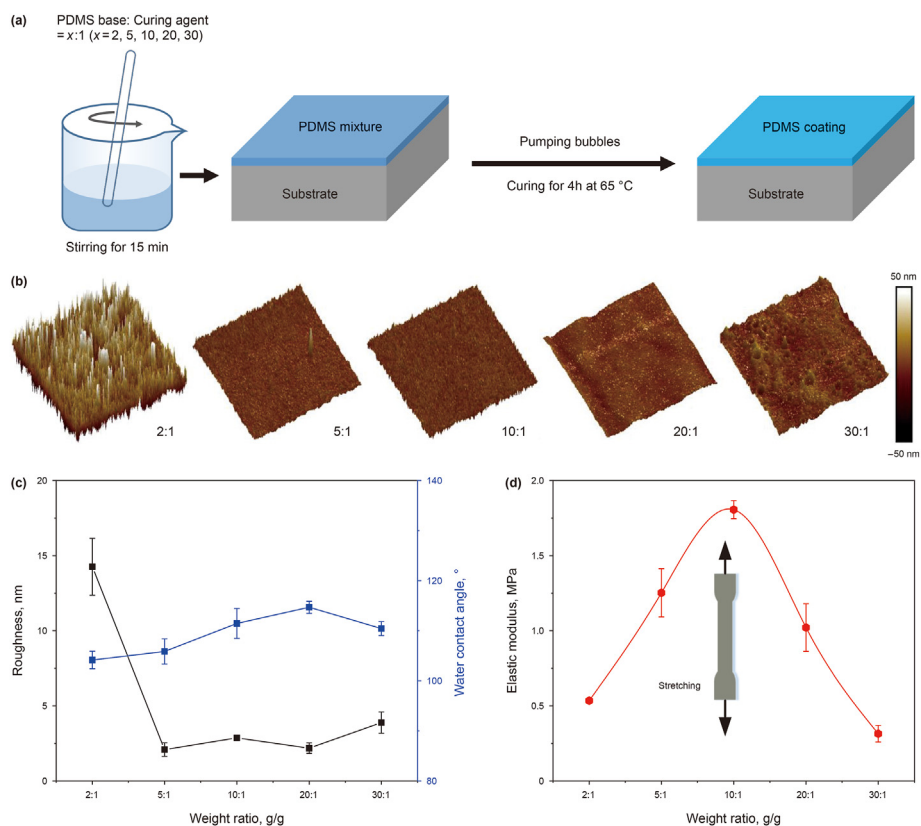 (a)
PDMS base: Curing agent
= x:1 (x = 2, 5, 10, 20, 30)
Stirring for 15 min
PDMS mixture
Substrate
Pumping bubbles
Curing for 4h at 65 °C
PDMS coating
Substrate
(b)
2:1
5:1
10:1
20:1
30:1
50 nm
−50 nm
(c)
20
15
10
5
0
Roughness, nm
140
120
100
80
Water contact angle, °
2:1
5:1
10:1
20:1
30:1
Weight ratio, g/g
(d)
2.0
1.5
1.0
0.5
0
Elastic modulus, MPa
Stretching
2:1
5:1
10:1
20:1
30:1
Weight ratio, g/g